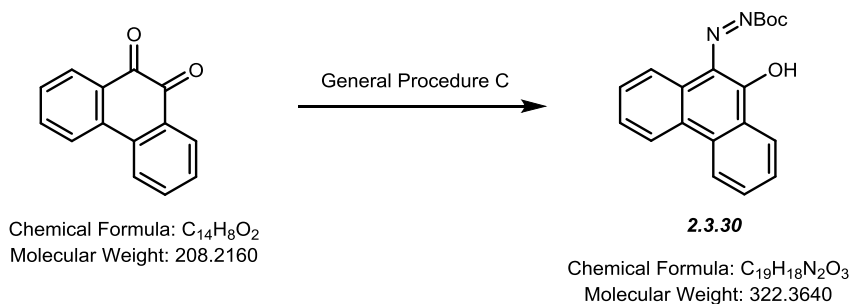 O
O
General Procedure C
N
NBoc
OH
Chemical Formula: C₁₄H₈O₂
Molecular Weight: 208.2160
2.3.30
Chemical Formula: C₁₉H₁₈N₂O₃
Molecular Weight: 322.3640